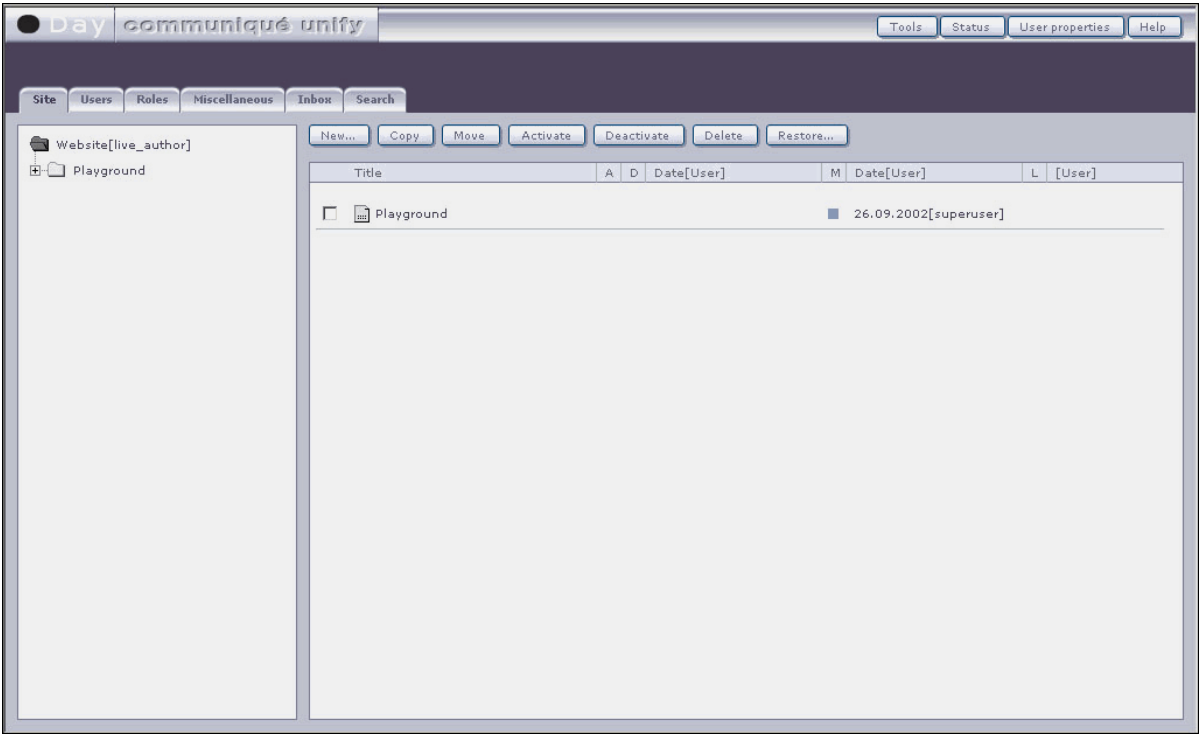 Day communiqué unify Tools Status User properties Help
Site Users Roles Miscellaneous Inbox Search
New... Copy Move Activate Deactivate Delete Restore...
Website[live_author]
Playground
Title A D Date[User] M Date[User] L [User]
Playground 26.09.2002[superuser]